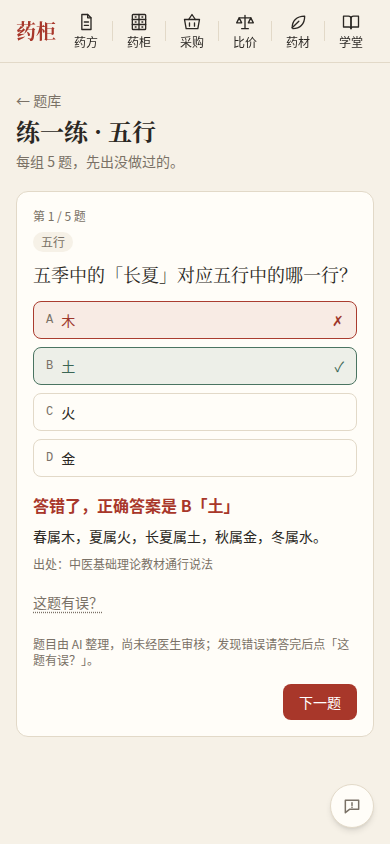 药柜
药方
药柜
采购
比价
药材
学堂
← 题库
练一练 · 五行
每组 5 题，先出没做过的。
第 1 / 5 题
五行
五季中的「长夏」对应五行中的哪一行？
A 木 ✗
B 土 ✓
C 火
D 金
答错了，正确答案是 B「土」
春属木，夏属火，长夏属土，秋属金，冬属水。
出处：中医基础理论教材通行说法
这题有误？
题目由 AI 整理，尚未经医生审核；发现错误请答完后点「这
题有误？」。
下一题